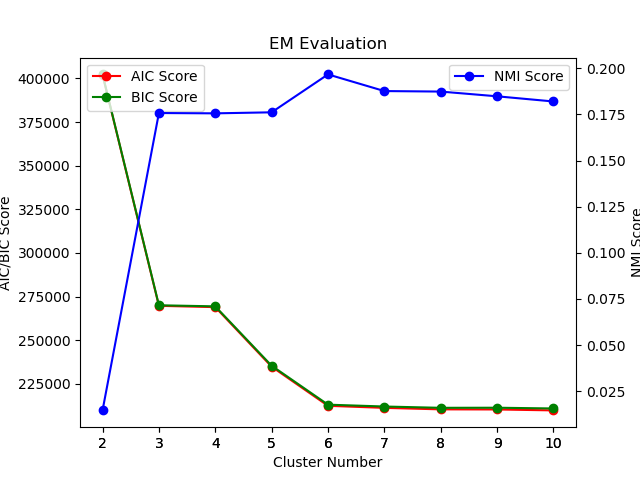 EM Evaluation
AIC Score
BIC Score
NMI Score
400000
375000
350000
325000
300000
275000
250000
225000
AIC/BIC Score
0.200
0.175
0.150
0.125
0.100
0.075
0.050
0.025
NMI Score
2 3 4 5 6 7 8 9 10
Cluster Number